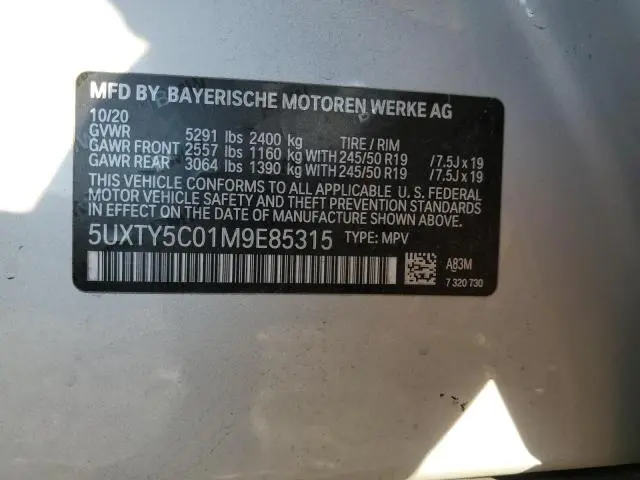 MFD BY BAYERISCHE MOTOREN WERKE AG
10/20
GVWR 5291 lbs 2400 kg TIRE / RIM
GAWR FRONT 2557 lbs 1160 kg WITH 245/50 R19 /7.5J x 19
GAWR REAR 3064 lbs 1390 kg WITH 245/50 R19 /7.5J x 19
THIS VEHICLE CONFORMS TO ALL APPLICABLE U. S. FEDERAL
MOTOR VEHICLE SAFETY AND THEFT PREVENTION STANDARDS
IN EFFECT ON THE DATE OF MANUFACTURE SHOWN ABOVE.
5UXTY5C01M9E85315 TYPE: MPV
A83M
7 320 730